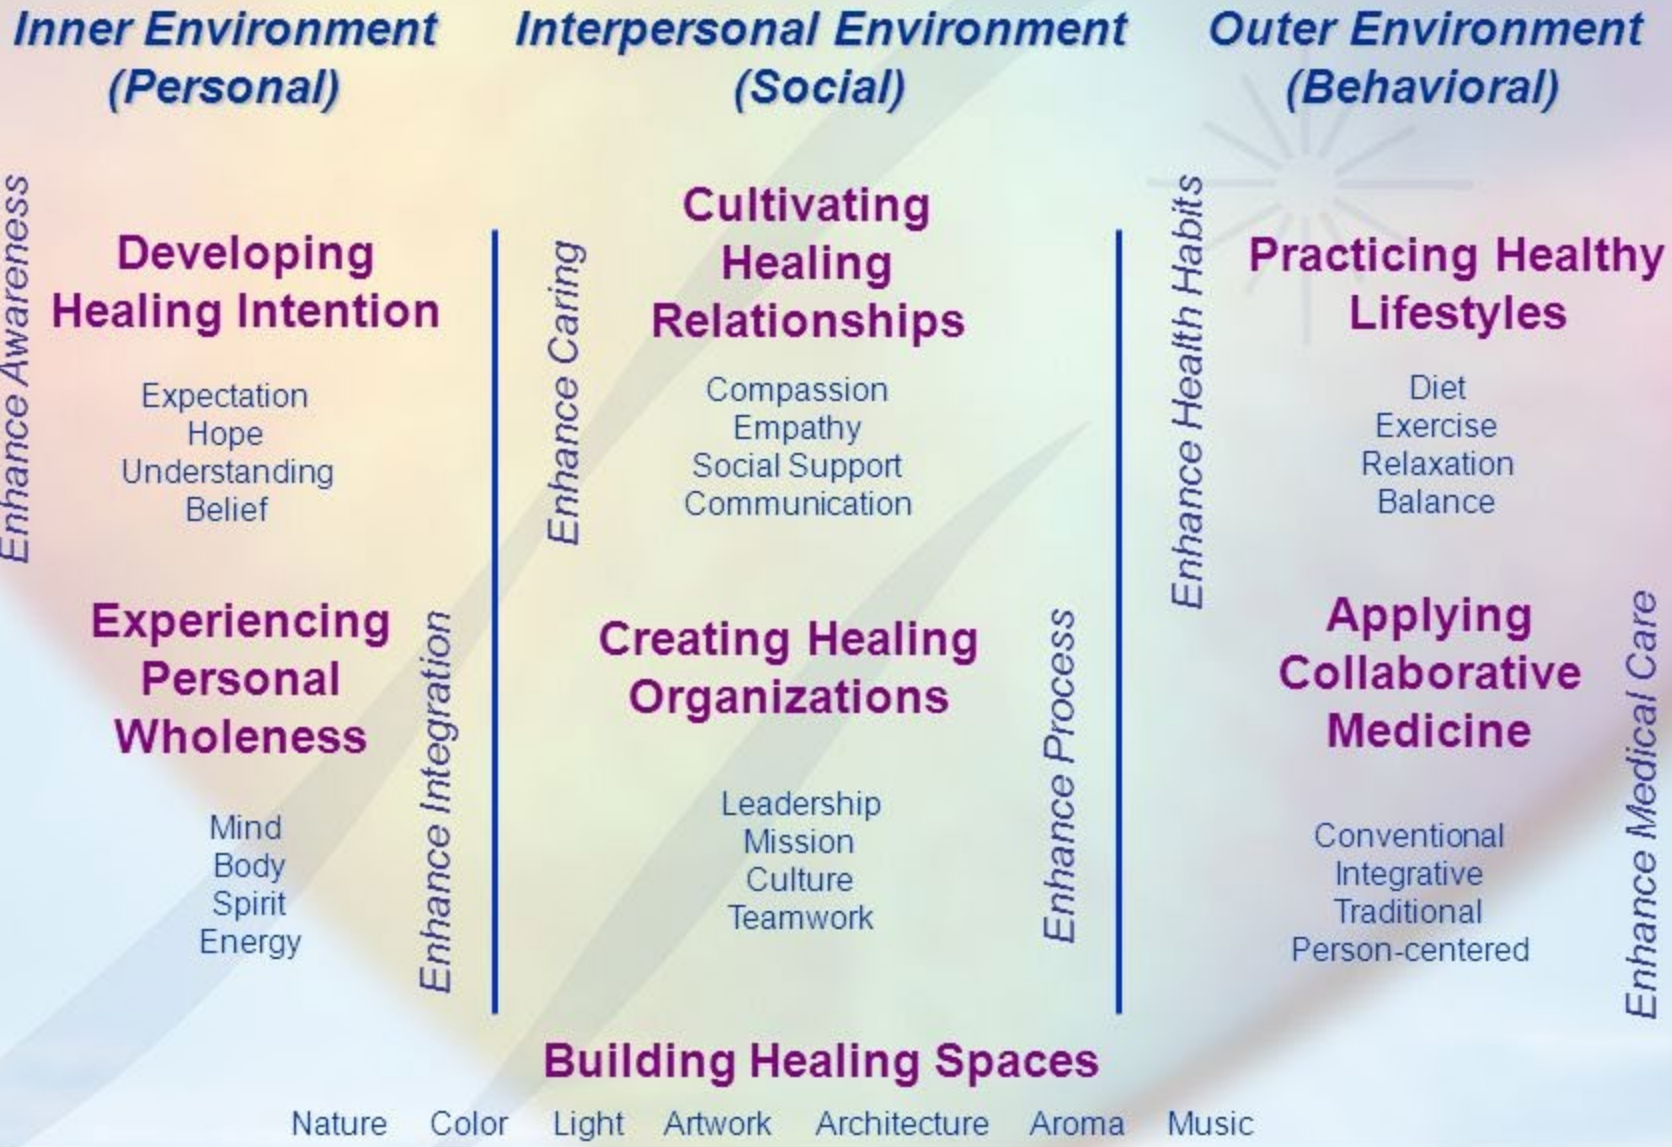 Inner Environment
(Personal)
Interpersonal Environment
(Social)
Outer Environment
(Behavioral)
Enhance Awareness
Developing
Healing Intention
Expectation
Hope
Understanding
Belief
Experiencing
Personal
Wholeness
Mind
Body
Spirit
Energy
Enhance Integration
Enhance Caring
Cultivating
Healing
Relationships
Compassion
Empathy
Social Support
Communication
Creating Healing
Organizations
Leadership
Mission
Culture
Teamwork
Enhance Process
Enhance Health Habits
Practicing Healthy
Lifestyles
Diet
Exercise
Relaxation
Balance
Applying
Collaborative
Medicine
Conventional
Integrative
Traditional
Person-centered
Enhance Medical Care
Building Healing Spaces
Nature Color Light Artwork Architecture Aroma Music